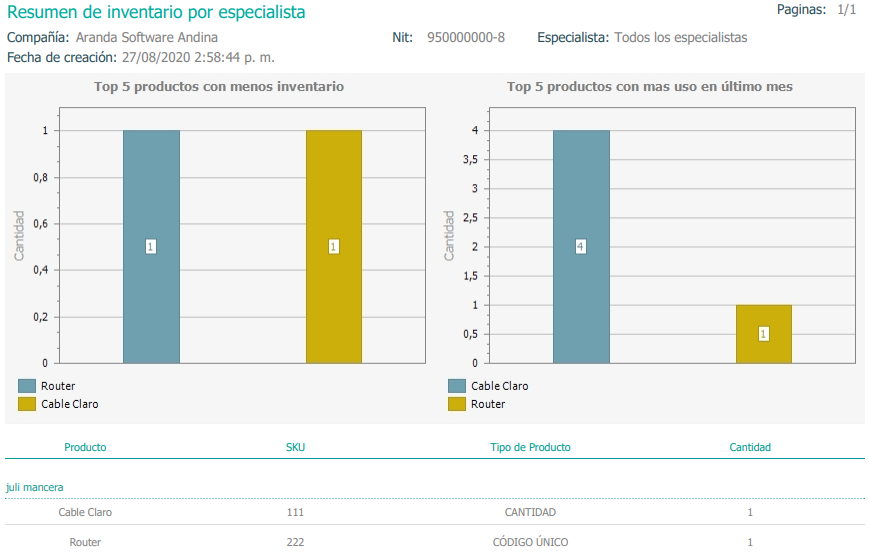 Resumen de inventario por especialista
Paginas: 1/1
Compañía: Aranda Software Andina Nit: 950000000-8 Especialista: Todos los especialistas
Fecha de creación: 27/08/2020 2:58:44 p. m.
Top 5 productos con menos inventario
Cantidad
1
0,8
0,6
0,4
0,2
0
1
1
Router
Cable Claro
Top 5 productos con mas uso en último mes
Cantidad
4
3,5
3
2,5
2
1,5
1
0,5
0
4
1
Cable Claro
Router
Producto SKU Tipo de Producto Cantidad
juli mancera
Cable Claro 111 CANTIDAD 1
Router 222 CÓDIGO ÚNICO 1